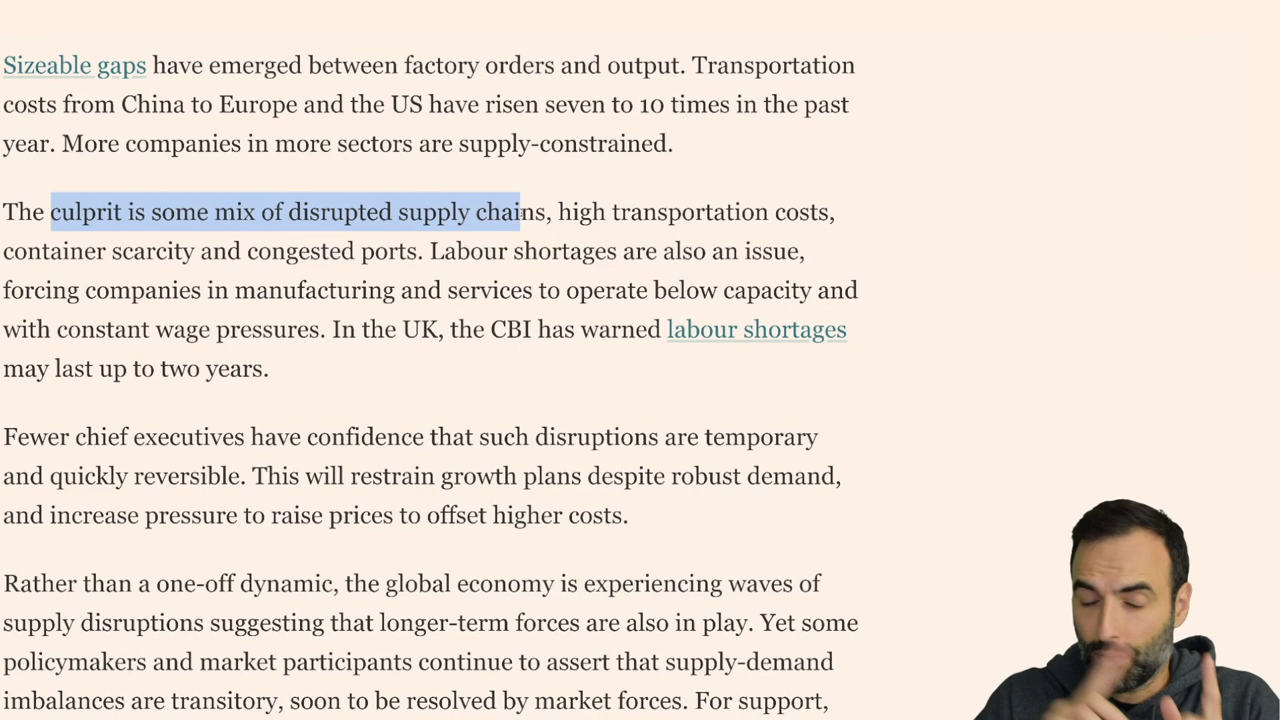 Sizeable gaps have emerged between factory orders and output. Transportation
costs from China to Europe and the US have risen seven to 10 times in the past
year. More companies in more sectors are supply-constrained.
The culprit is some mix of disrupted supply chains, high transportation costs,
container scarcity and congested ports. Labour shortages are also an issue,
forcing companies in manufacturing and services to operate below capacity and
with constant wage pressures. In the UK, the CBI has warned labour shortages
may last up to two years.
Fewer chief executives have confidence that such disruptions are temporary
and quickly reversible. This will restrain growth plans despite robust demand,
and increase pressure to raise prices to offset higher costs.
Rather than a one-off dynamic, the global economy is experiencing waves of
supply disruptions suggesting that longer-term forces are also in play. Yet some
policymakers and market participants continue to assert that supply-demand
imbalances are transitory, soon to be resolved by market forces. For support,